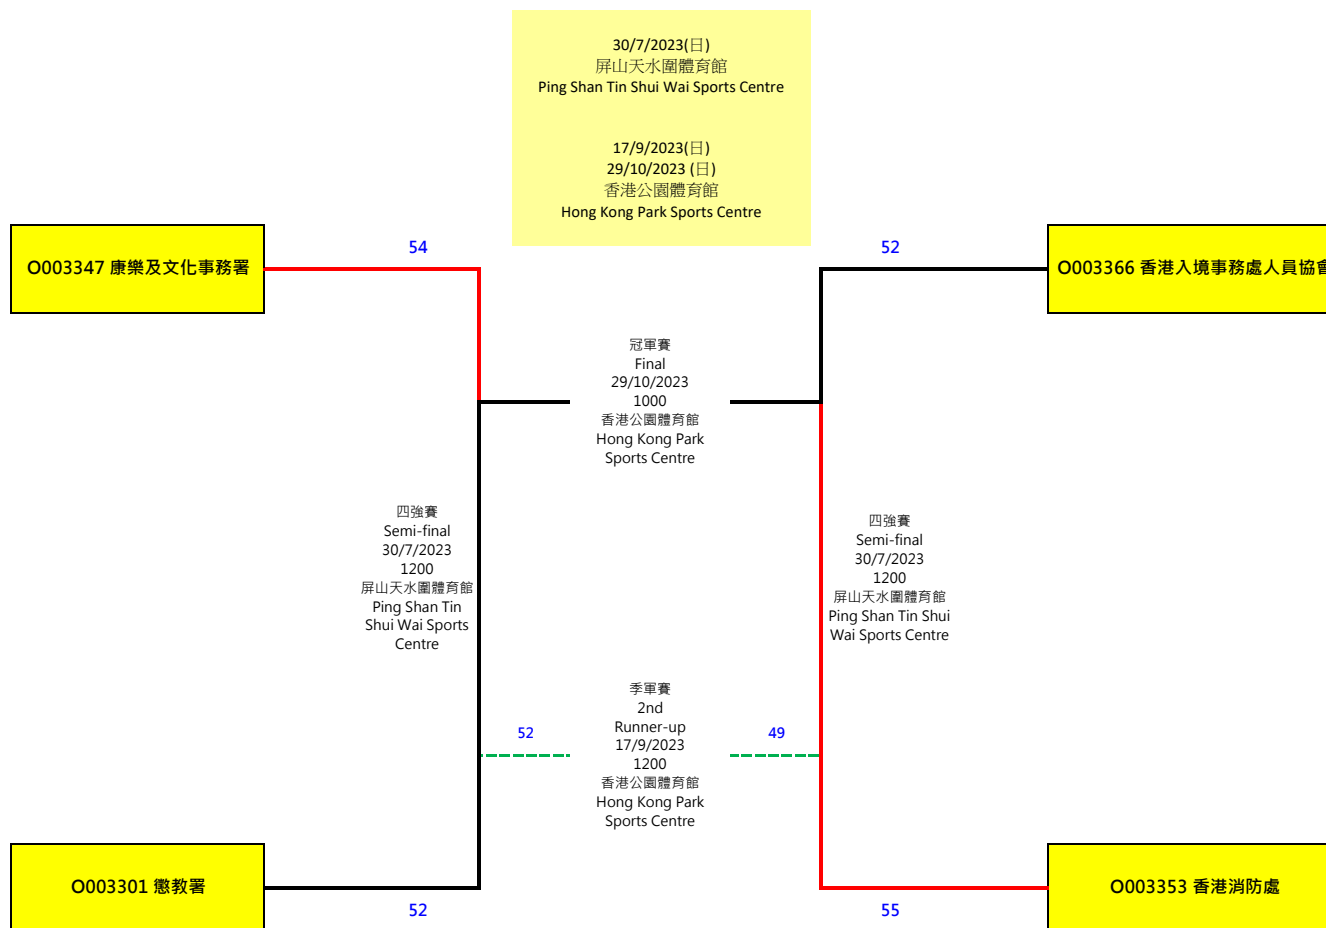 30/7/2023(日)
屏山天水圍體育館
Ping Shan Tin Shui Wai Sports Centre
17/9/2023(日)
29/10/2023 (日)
香港公園體育館
Hong Kong Park Sports Centre
54
52
O003347 康樂及文化事務署
O003366 香港入境事務處人員協會
冠軍賽
Final
29/10/2023
1000
香港公園體育館
Hong Kong Park
Sports Centre
四強賽
Semi-final
30/7/2023
1200
屏山天水圍體育館
Ping Shan Tin
Shui Wai Sports
Centre
四強賽
Semi-final
30/7/2023
1200
屏山天水圍體育館
Ping Shan Tin Shui
Wai Sports Centre
52
季軍賽
2nd
Runner-up
17/9/2023
1200
香港公園體育館
Hong Kong Park
Sports Centre
49
O003301 懲教署
O003353 香港消防處
52
55